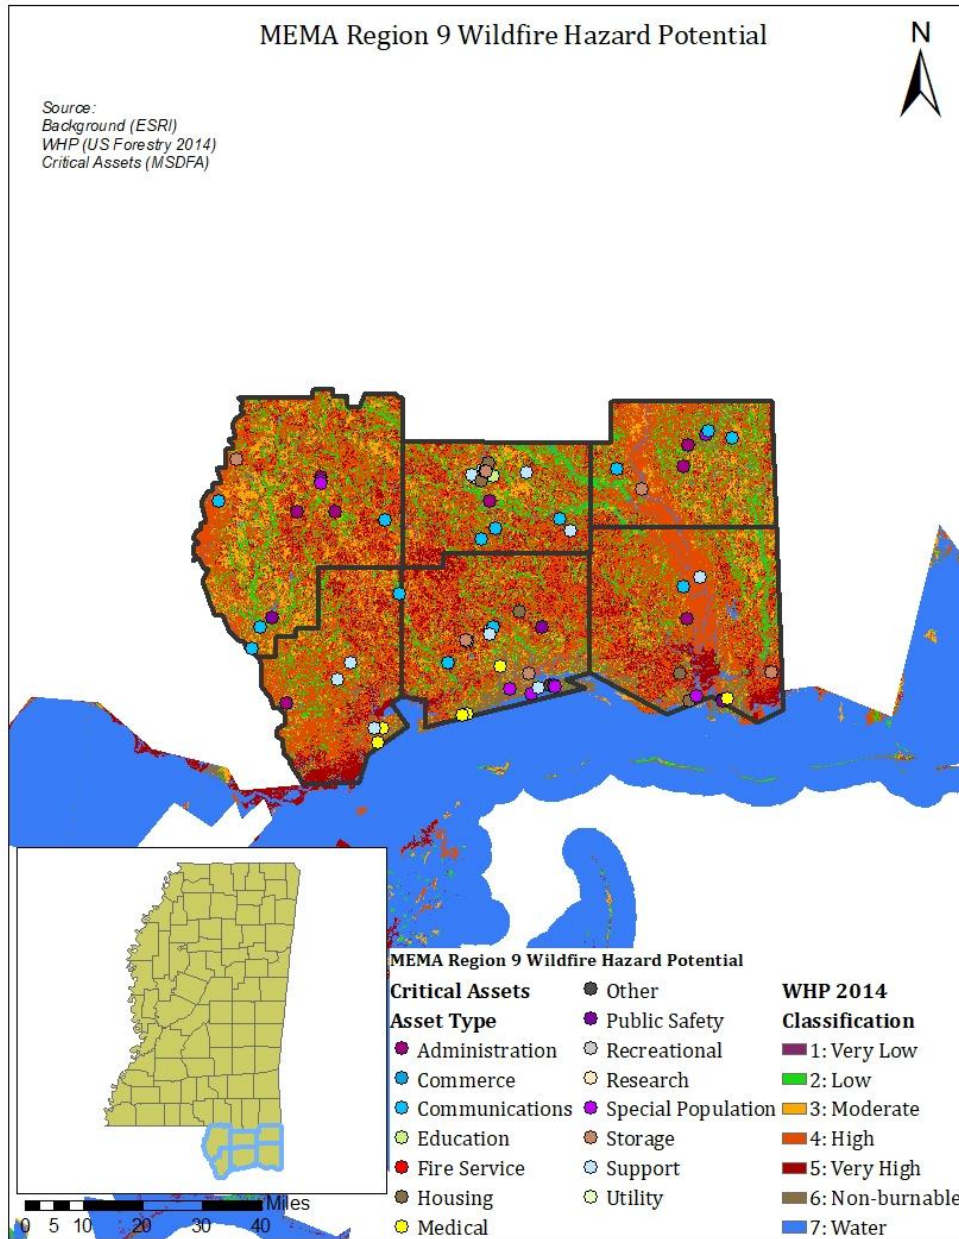 MEMA Region 9 Wildfire Hazard Potential
N
Source:
Background (ESRI)
WHP (US Forestry 2014)
Critical Assets (MSDFA)
MEMA Region 9 Wildfire Hazard Potential
Critical Assets
Asset Type
Administration
Commerce
Communications
Education
Fire Service
Housing
Medical
Other
Public Safety
Recreational
Research
Special Population
Storage
Support
Utility
WHP 2014
Classification
1: Very Low
2: Low
3: Moderate
4: High
5: Very High
6: Non-burnable
7: Water
Miles
0 5 10 20 30 40